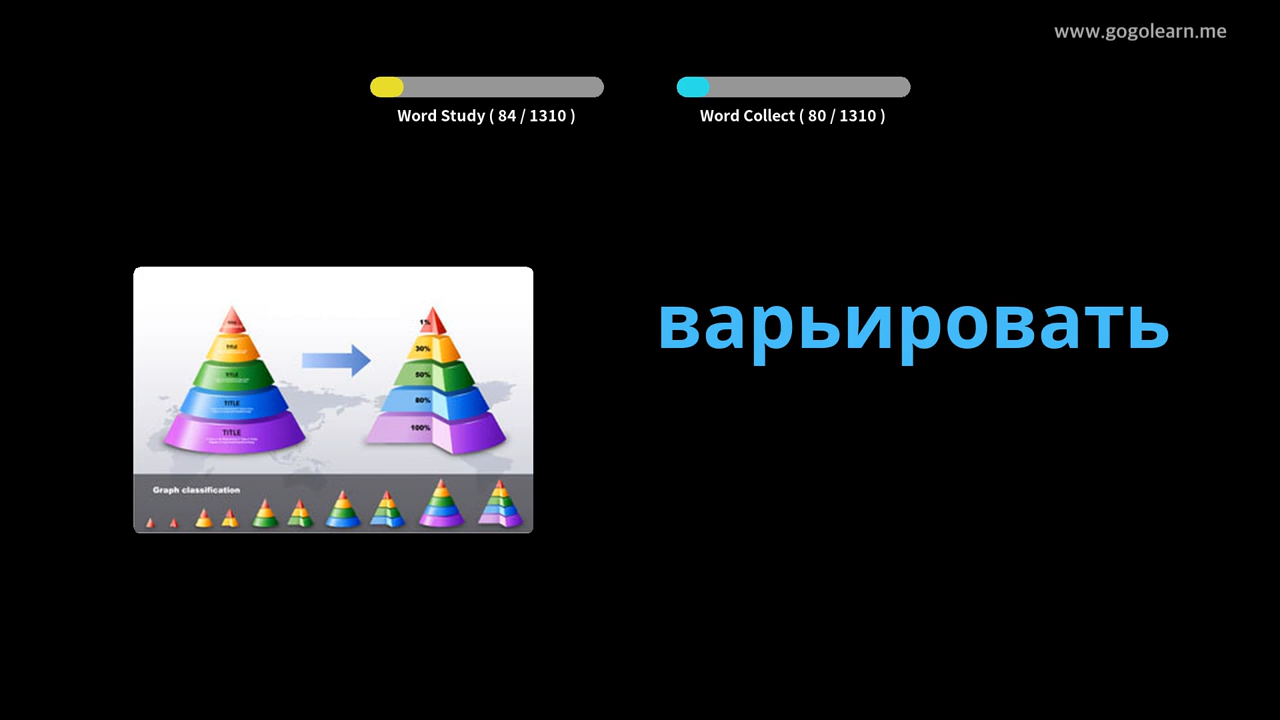 www.gogolearn.me
Word Study ( 84 / 1310 )
Word Collect ( 80 / 1310 )
варьировать
TITLE
TITLE
TITLE
TITLE
1%
30%
50%
80%
100%
Graph classification